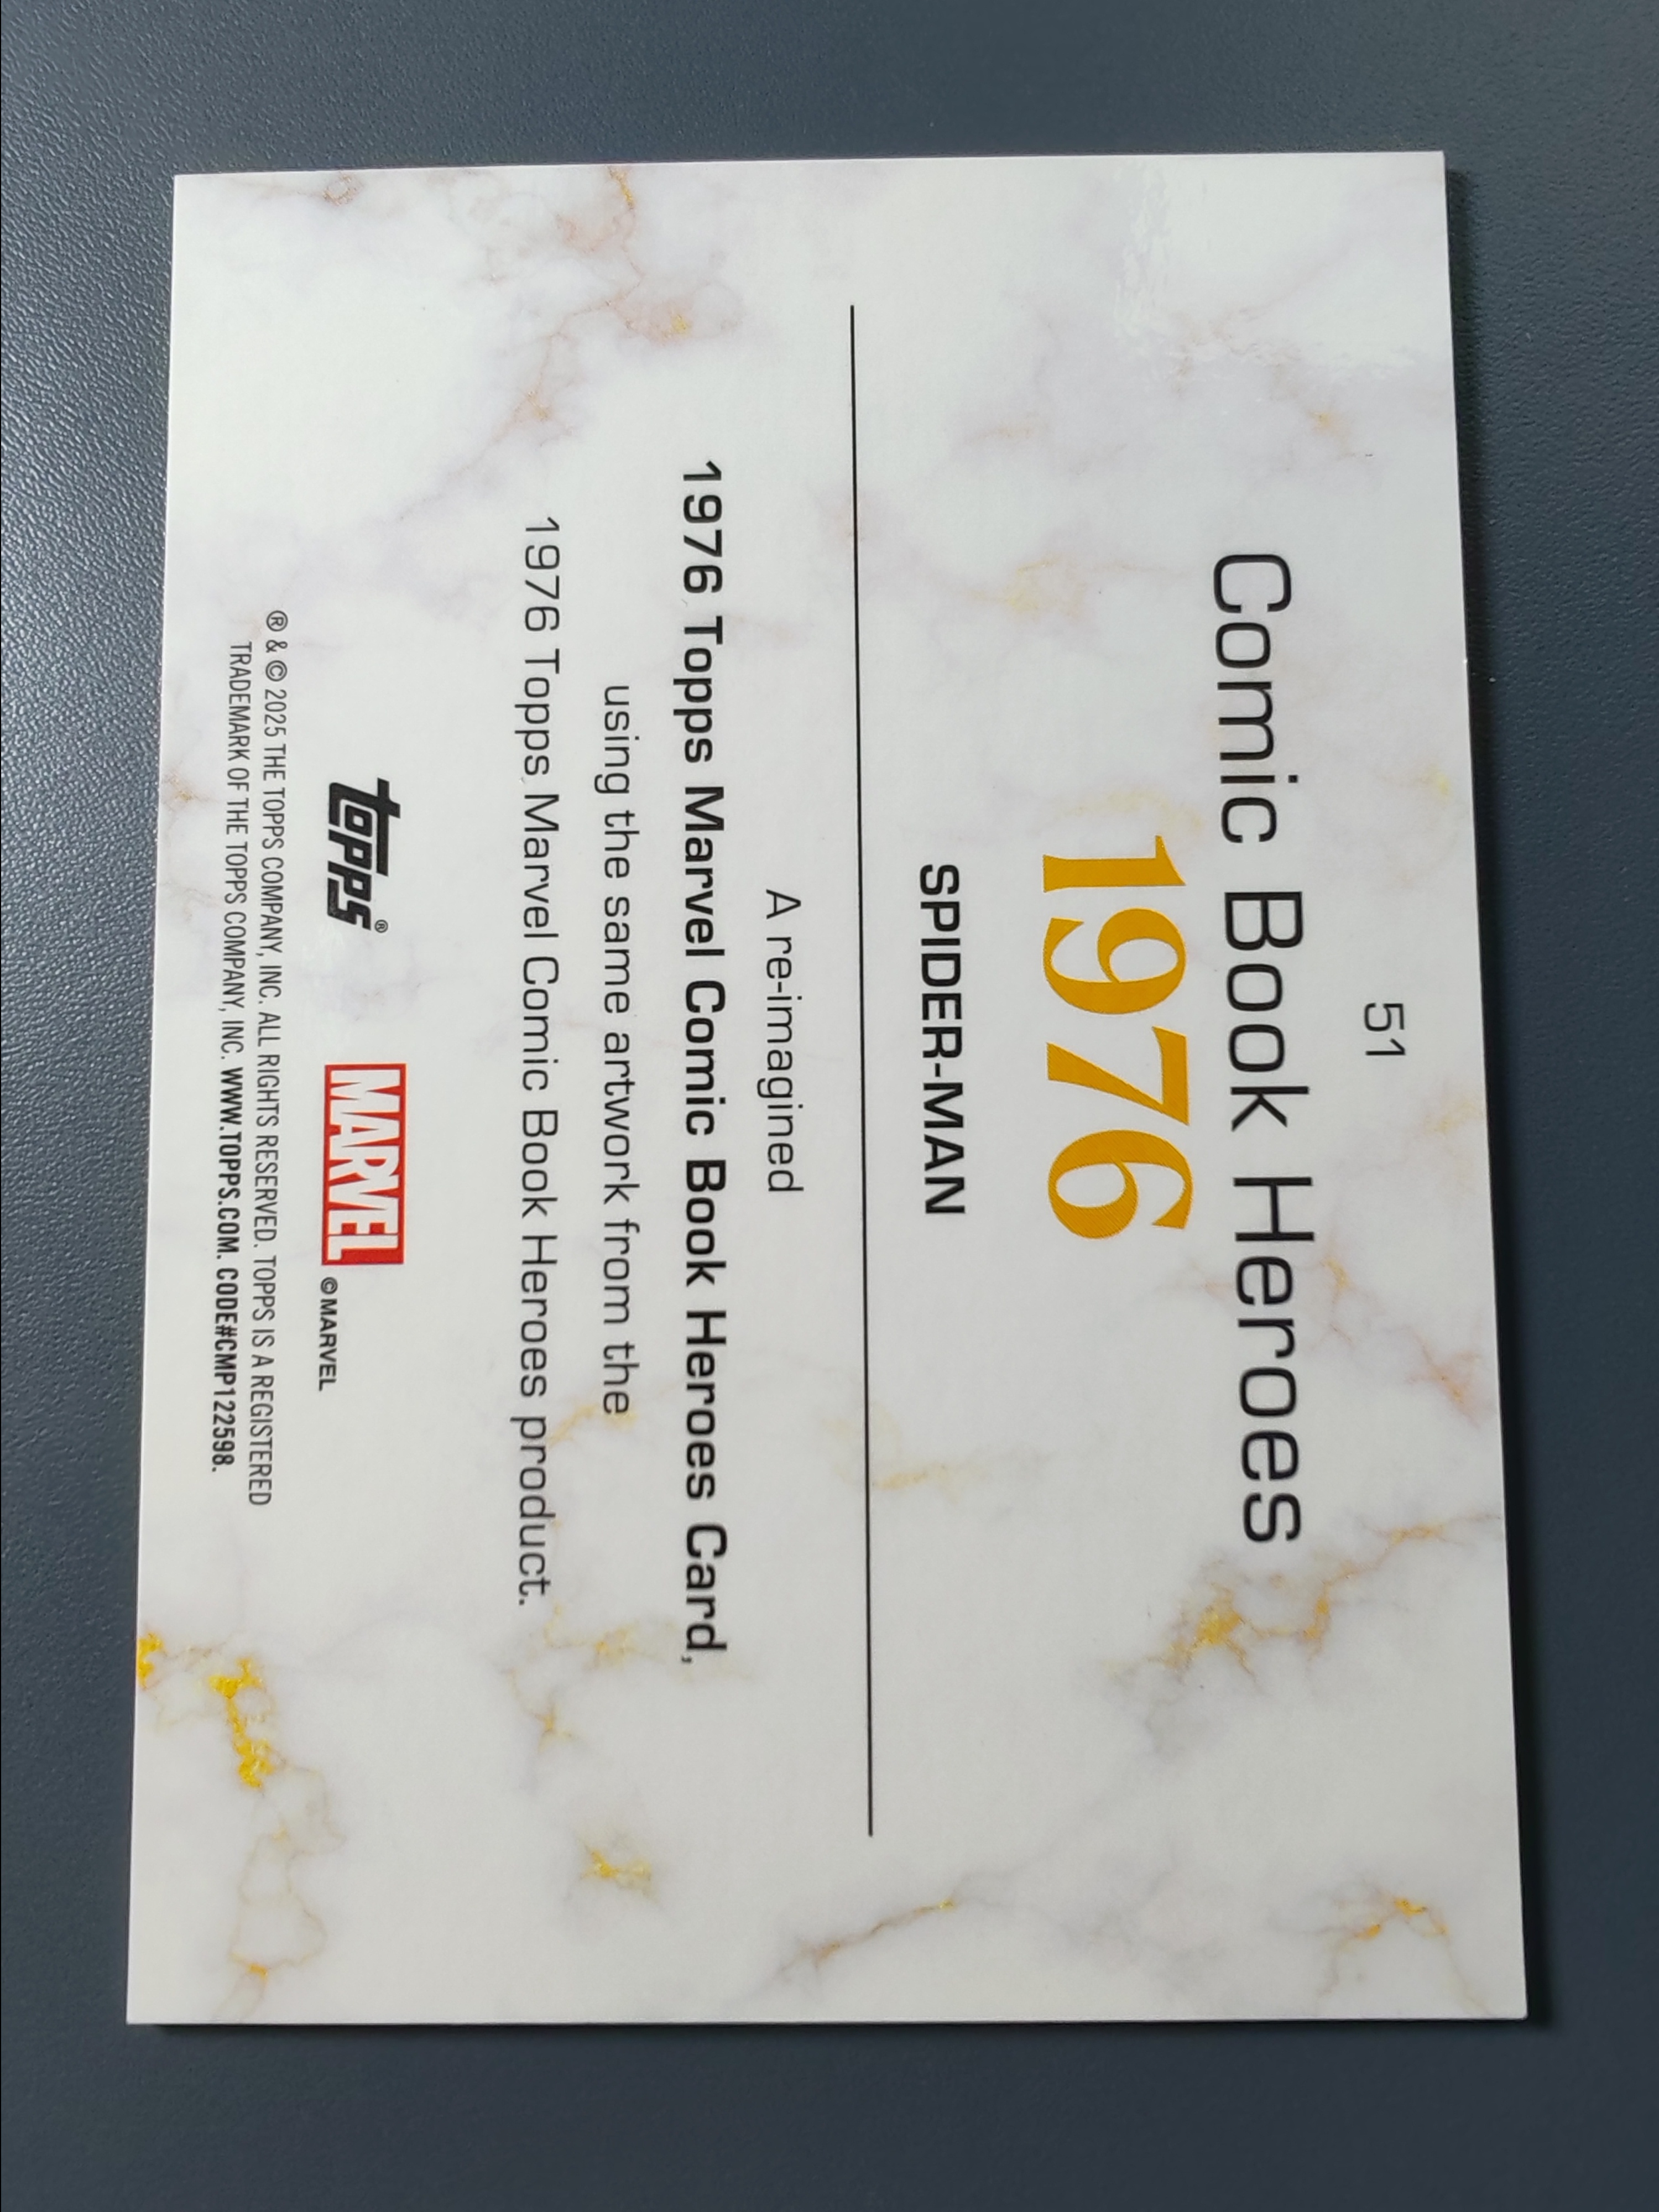 51
Comic Book Heroes
1976
SPIDER-MAN
A re-imagined
1976 Topps Marvel Comic Book Heroes Card,
using the same artwork from the
1976 Topps Marvel Comic Book Heroes product.
topps® MARVEL ©MARVEL
® & © 2025 THE TOPPS COMPANY, INC. ALL RIGHTS RESERVED. TOPPS IS A REGISTERED
TRADEMARK OF THE TOPPS COMPANY, INC. WWW.TOPPS.COM. CODE#CMP122598.